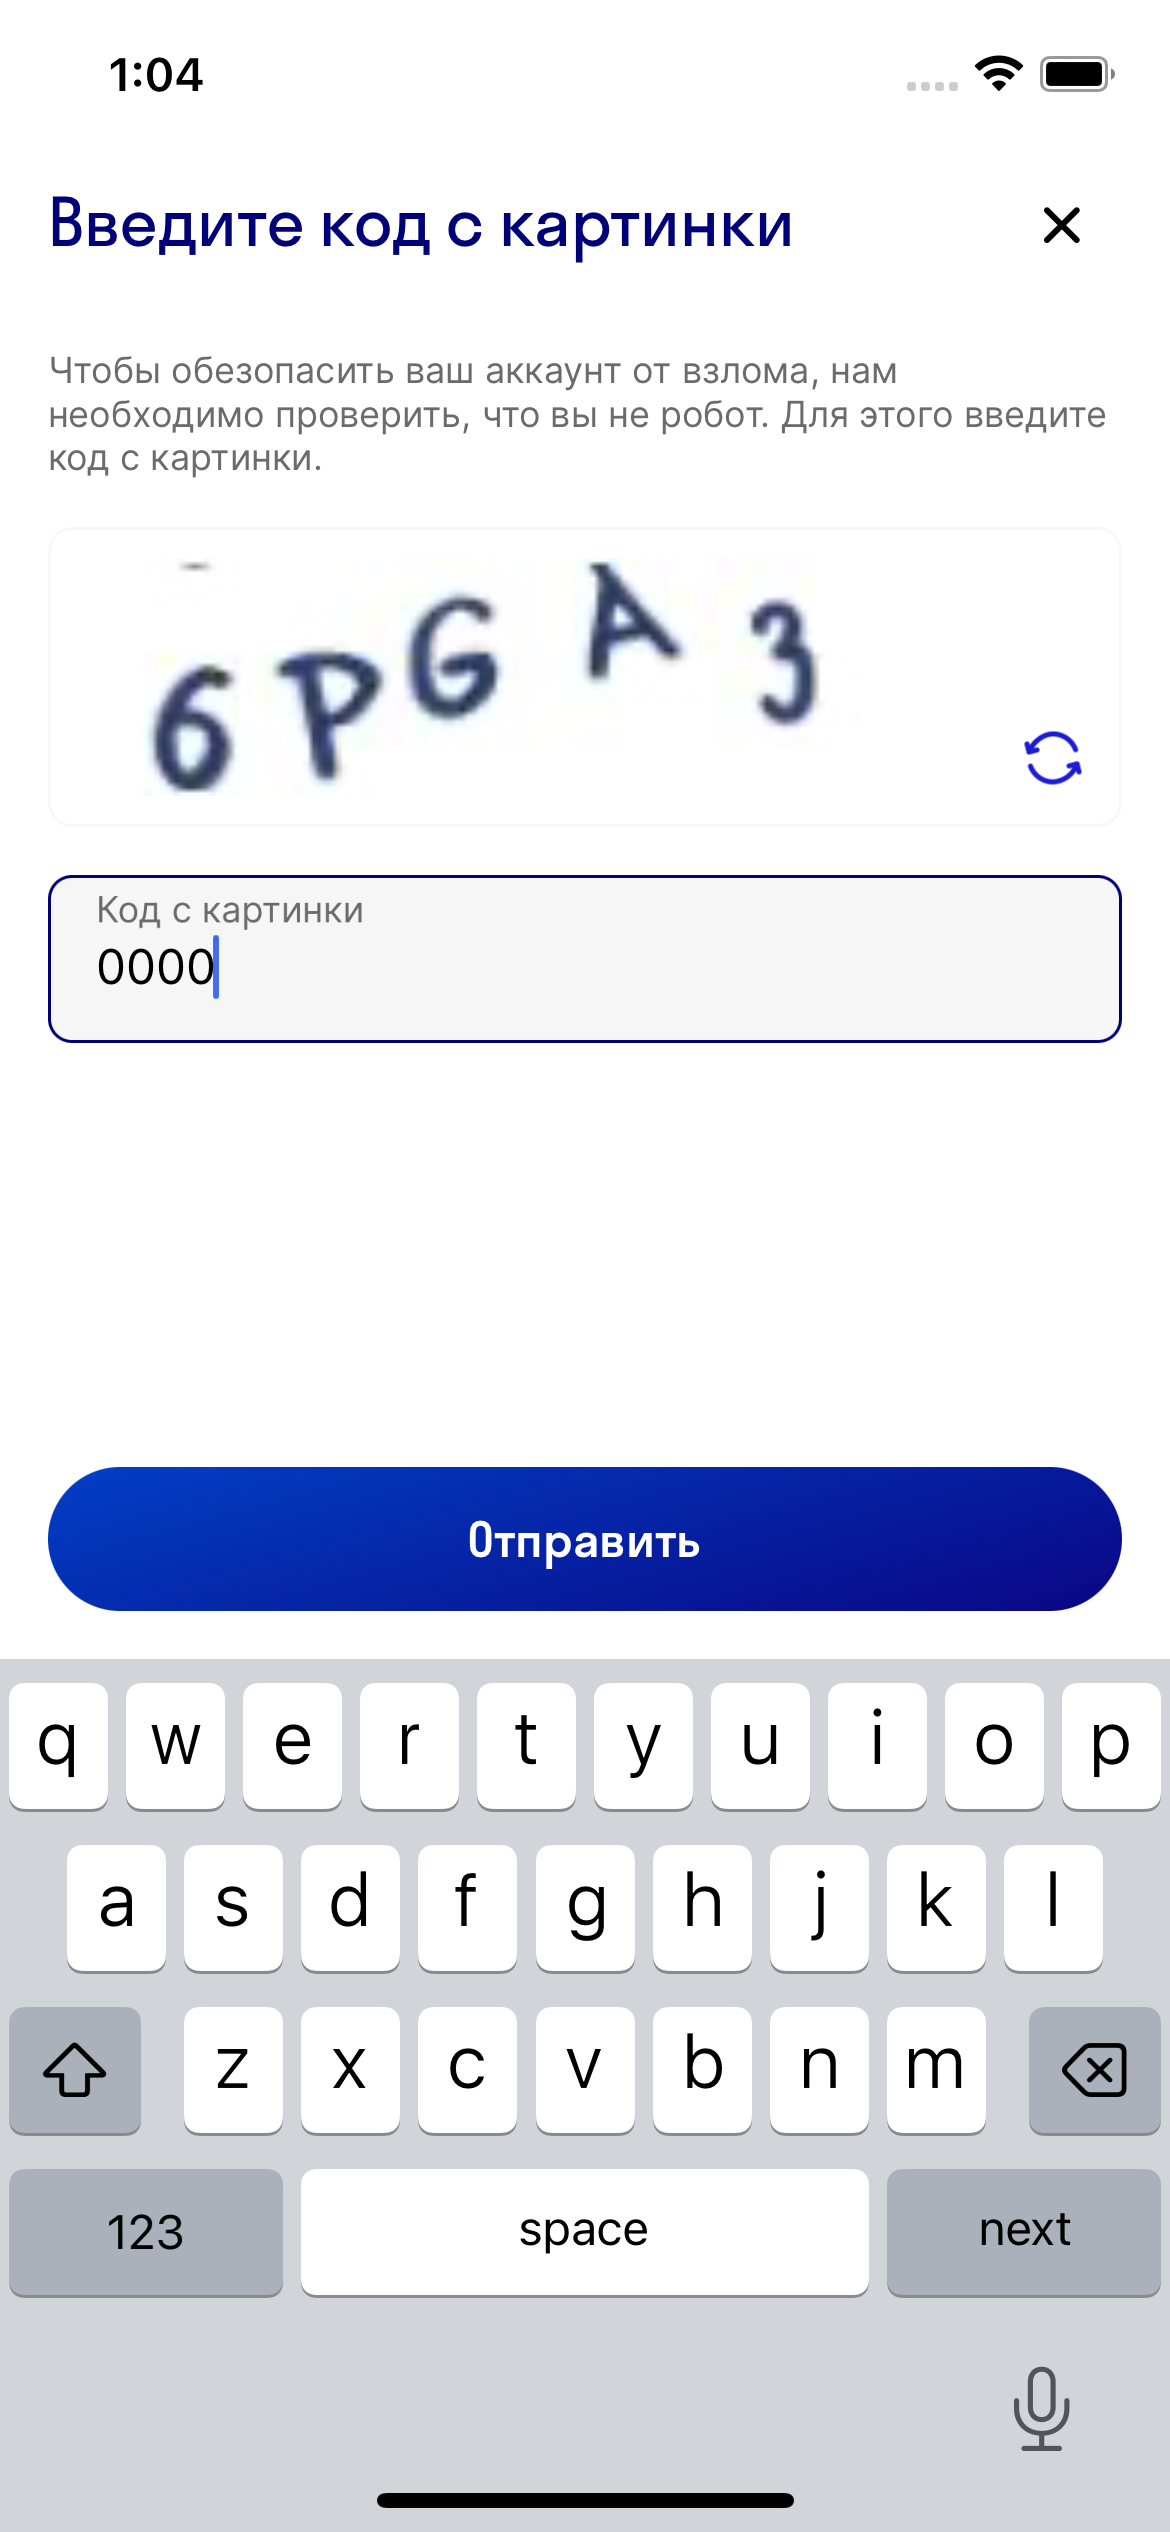 1:04
Введите код с картинки
Чтобы обезопасить ваш аккаунт от взлома, нам
необходимо проверить, что вы не робот. Для этого введите
код с картинки.
6PGA3
Код с картинки
0000
Отправить
q w e r t y u i o p
a s d f g h j k l
z x c v b n m
123 space next